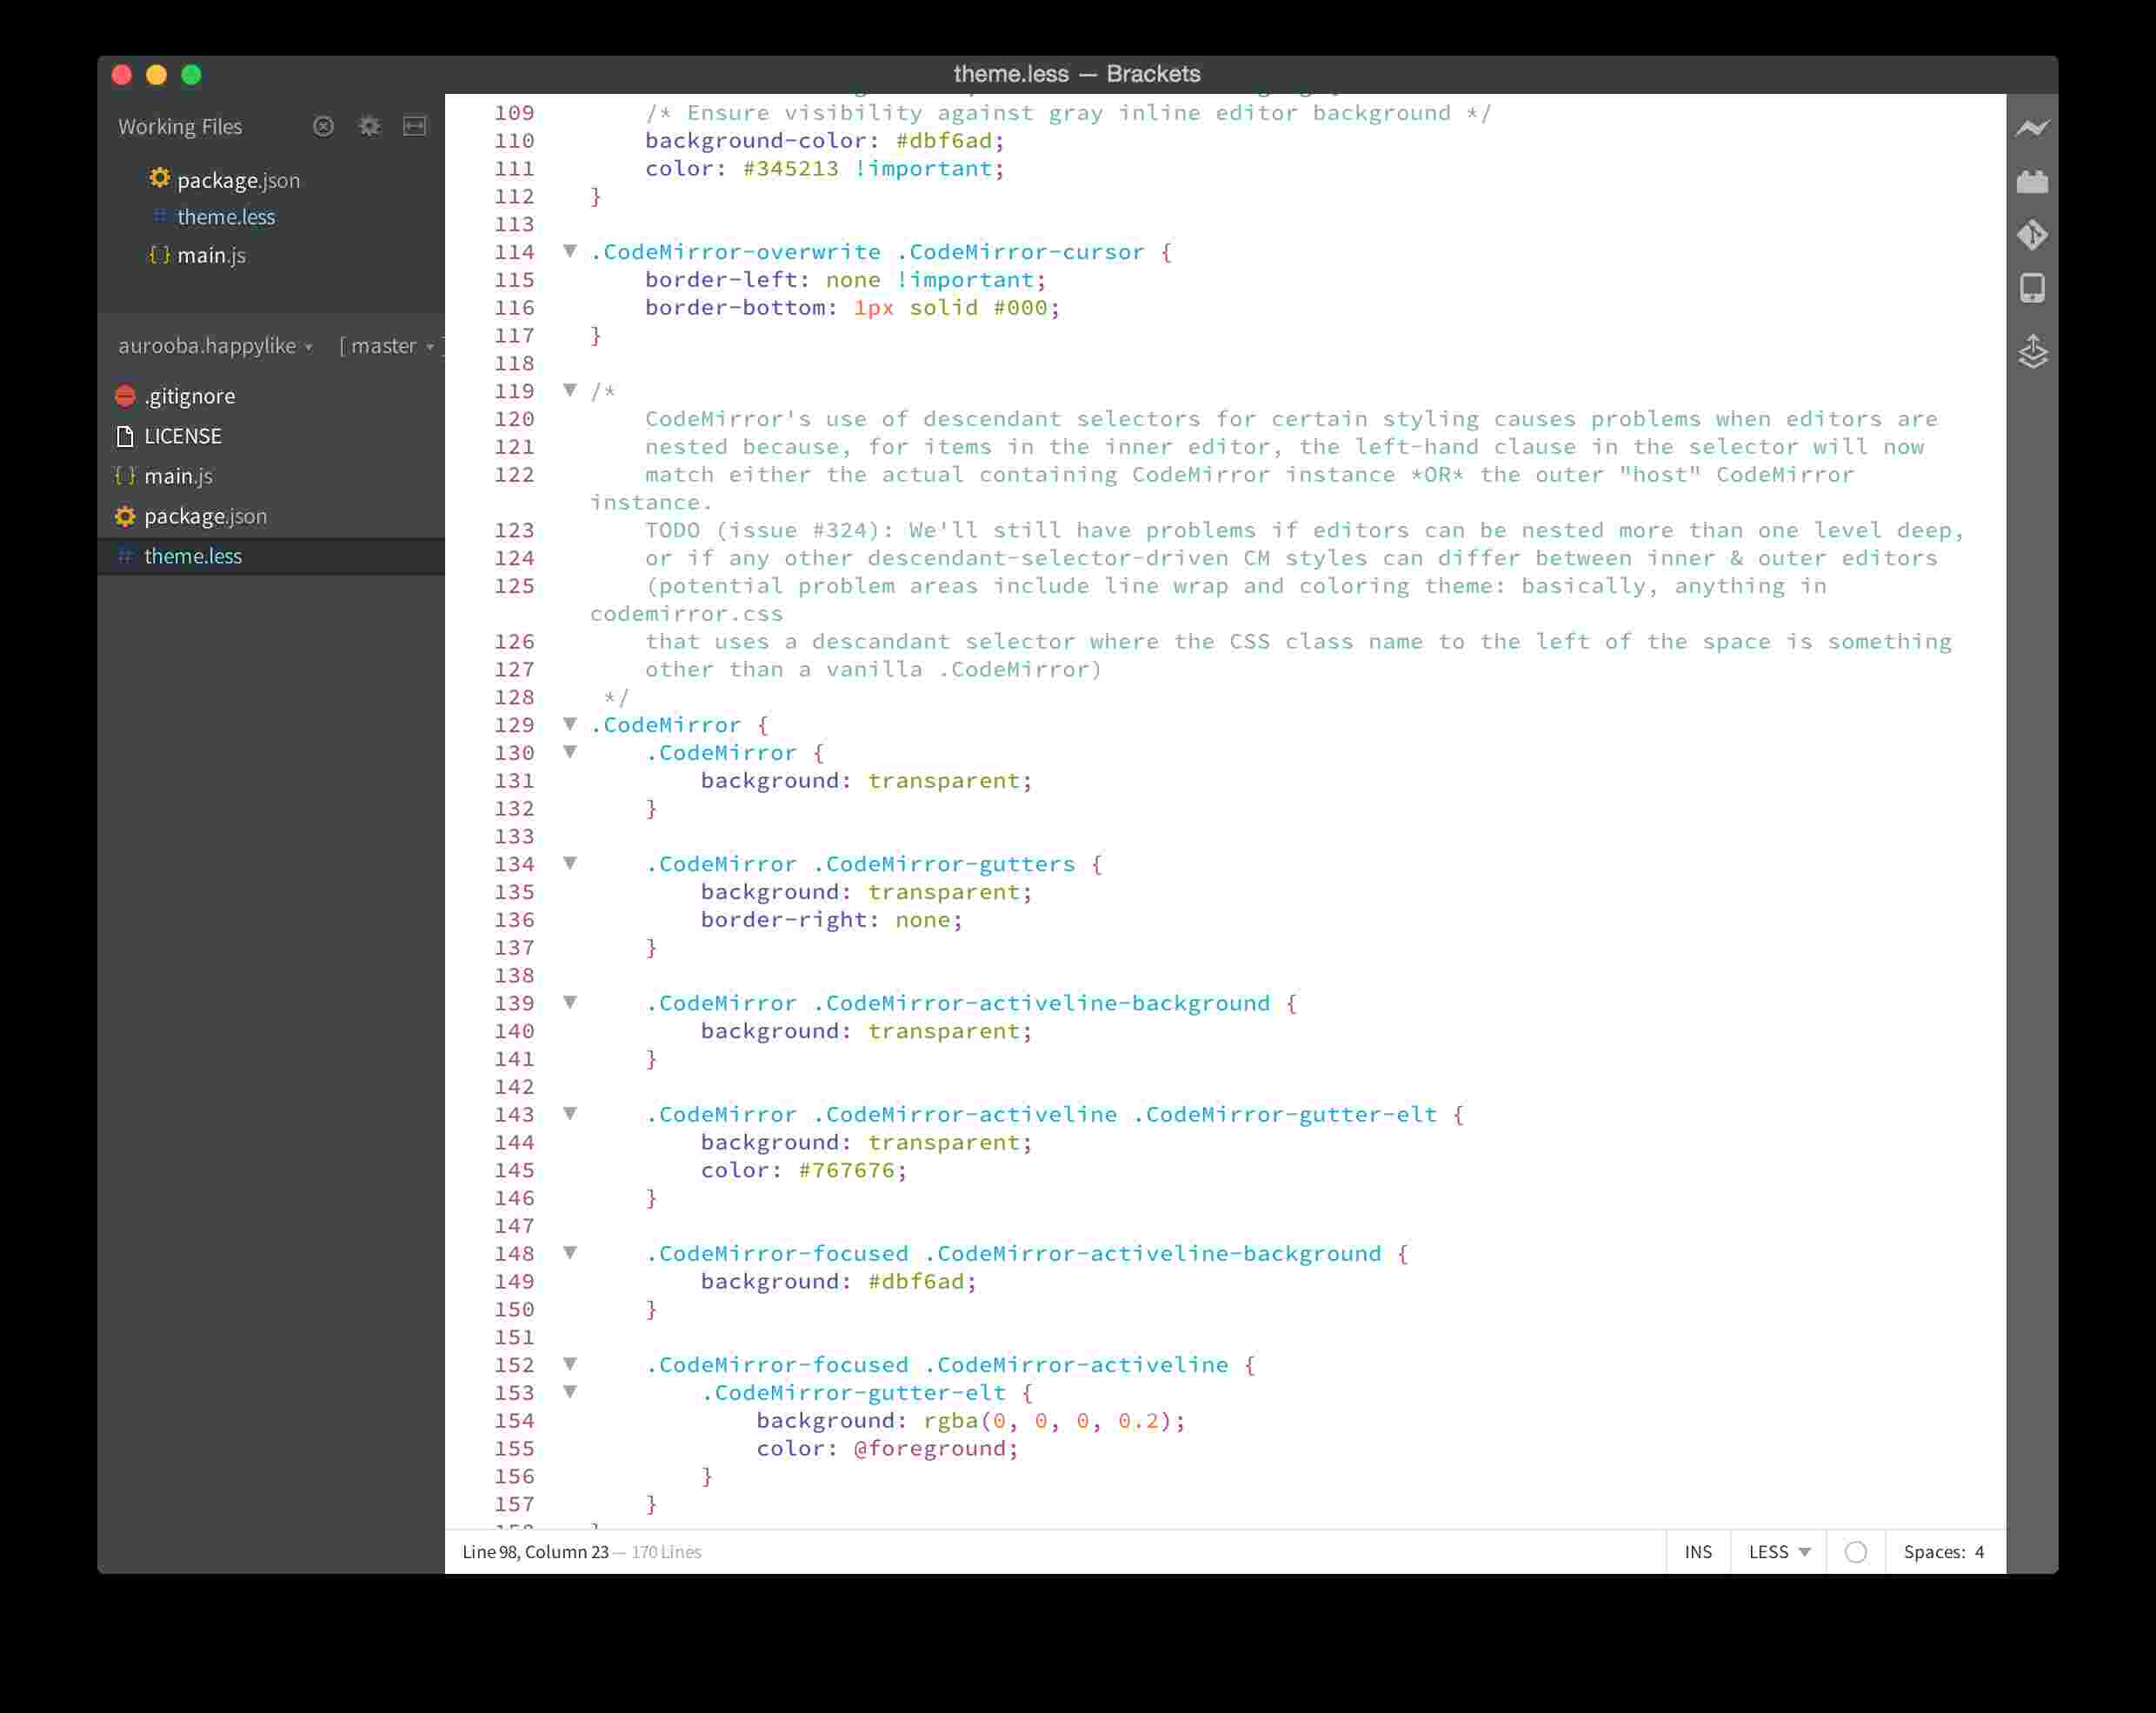 theme.less — Brackets
Working Files
package.json
theme.less
main.js
aurooba.happylike [ master ]
.gitignore
LICENSE
main.js
package.json
theme.less
109 /* Ensure visibility against gray inline editor background */
110 background-color: #dbf6ad;
111 color: #345213 !important;
112 }
113
114 .CodeMirror-overwrite .CodeMirror-cursor {
115 border-left: none !important;
116 border-bottom: 1px solid #000;
117 }
118
119 /*
120 CodeMirror's use of descendant selectors for certain styling causes problems when editors are
121 nested because, for items in the inner editor, the left-hand clause in the selector will now
122 match either the actual containing CodeMirror instance *OR* the outer "host" CodeMirror
instance.
123 TODO (issue #324): We'll still have problems if editors can be nested more than one level deep,
124 or if any other descendant-selector-driven CM styles can differ between inner & outer editors
125 (potential problem areas include line wrap and coloring theme: basically, anything in
codemirror.css
126 that uses a descandant selector where the CSS class name to the left of the space is something
127 other than a vanilla .CodeMirror)
128 */
129 .CodeMirror {
130 .CodeMirror {
131 background: transparent;
132 }
133
134 .CodeMirror .CodeMirror-gutters {
135 background: transparent;
136 border-right: none;
137 }
138
139 .CodeMirror .CodeMirror-activeline-background {
140 background: transparent;
141 }
142
143 .CodeMirror .CodeMirror-activeline .CodeMirror-gutter-elt {
144 background: transparent;
145 color: #767676;
146 }
147
148 .CodeMirror-focused .CodeMirror-activeline-background {
149 background: #dbf6ad;
150 }
151
152 .CodeMirror-focused .CodeMirror-activeline {
153 .CodeMirror-gutter-elt {
154 background: rgba(0, 0, 0, 0.2);
155 color: @foreground;
156 }
157 }
Line 98, Column 23 — 170 Lines
INS LESS Spaces: 4